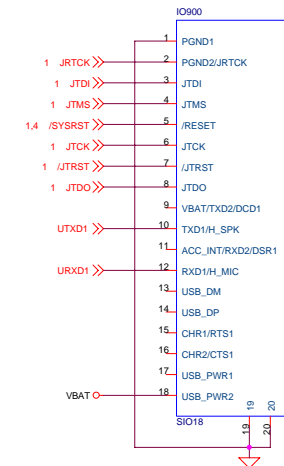 IO900
1 PGND1
1 JRTCK 2 PGND2/JRTCK
1 JTDI 3 JTDI
1 JTMS 4 JTMS
1,4 /SYSRST 5 /RESET
1 JTCK 6 JTCK
1 /JTRST 7 /JTRST
1 JTDO 8 JTDO
9 VBAT/TXD2/DCD1
UTXD1 10 TXD1/H_SPK
11 ACC_INT/RXD2/DSR1
URXD1 12 RXD1/H_MIC
13 USB_DM
14 USB_DP
15 CHR1/RTS1
16 CHR2/CTS1
17 USB_PWR1
VBAT 18 USB_PWR2
19 20
SIO18
19 20